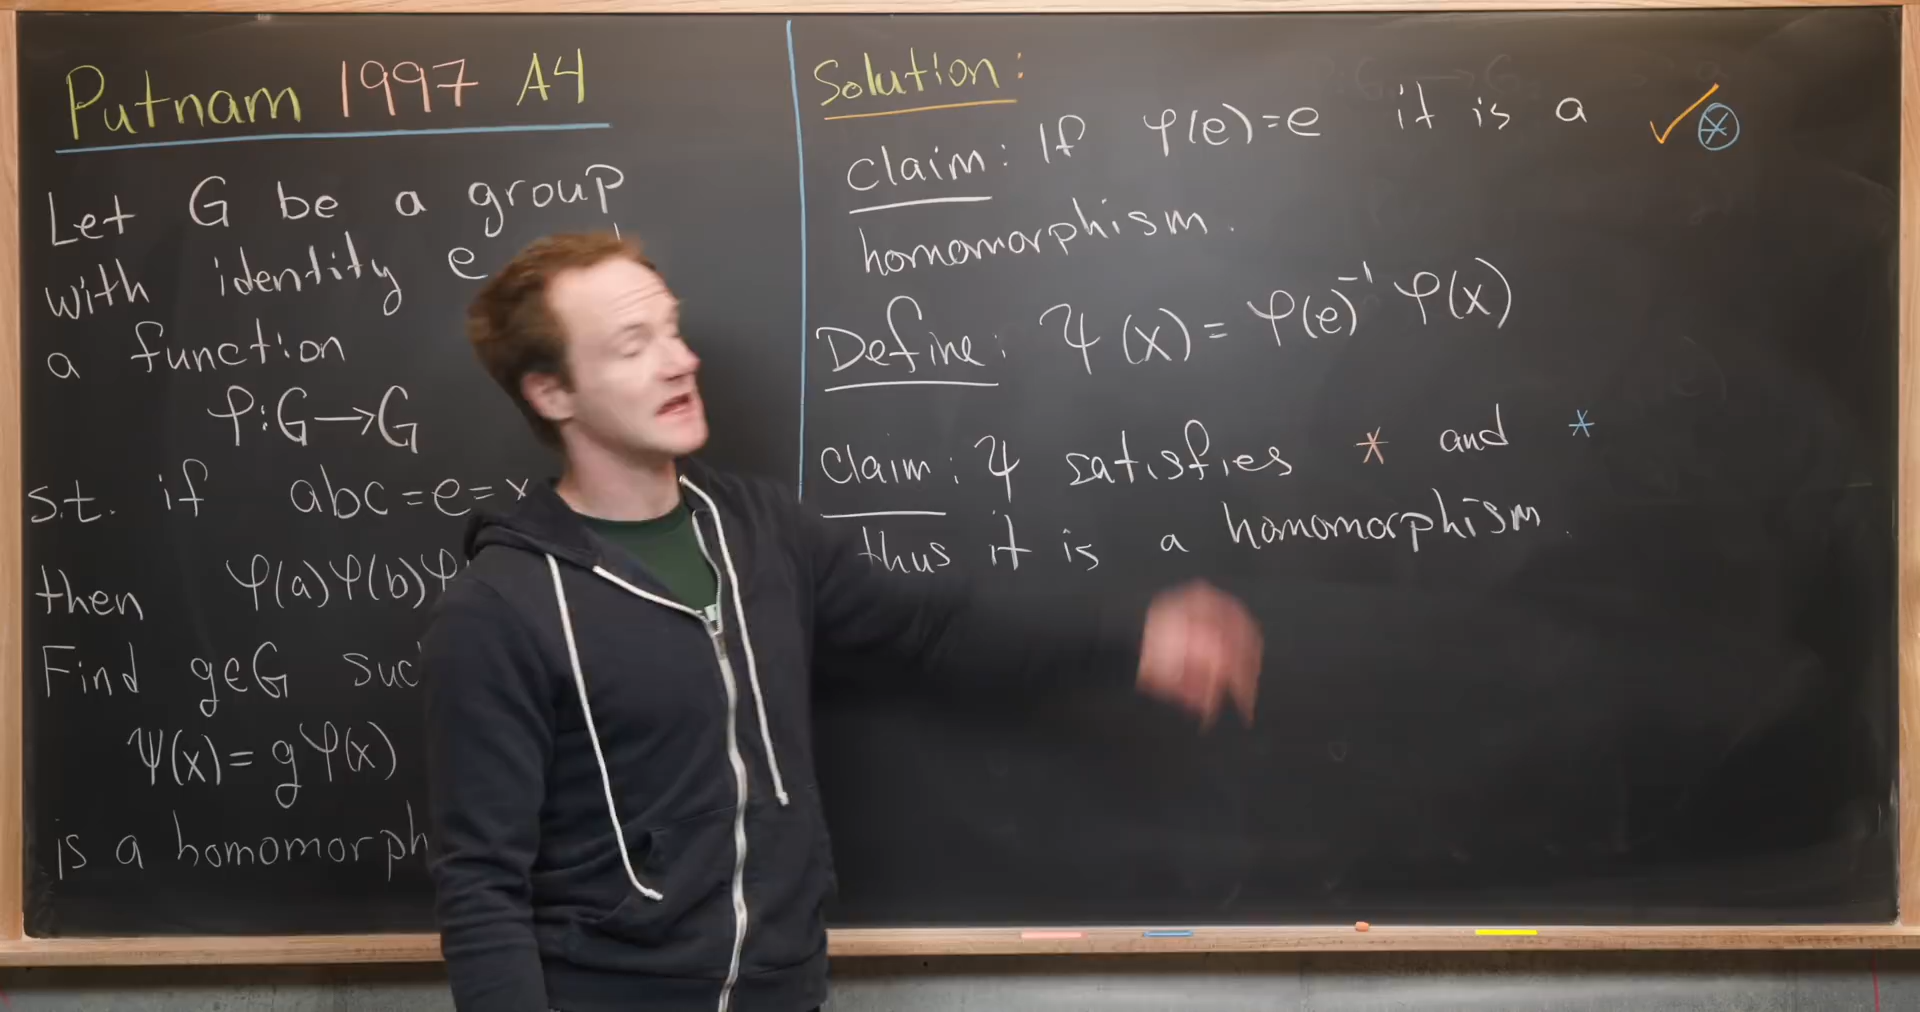 Putnam 1997 A4
Let G be a group
with identity e
a function
φ:G→G
s.t. if abc=e=x
then φ(a)φ(b)φ
Find g∈G suc
ψ(x)=gφ(x)
is a homomorph
Solution:
Claim: If φ(e)=e it is a ✓⊛
homomorphism.
Define: ψ(x)=φ(e)⁻¹φ(x)
Claim: ψ satisfies * and *
thus it is a homomorphism.